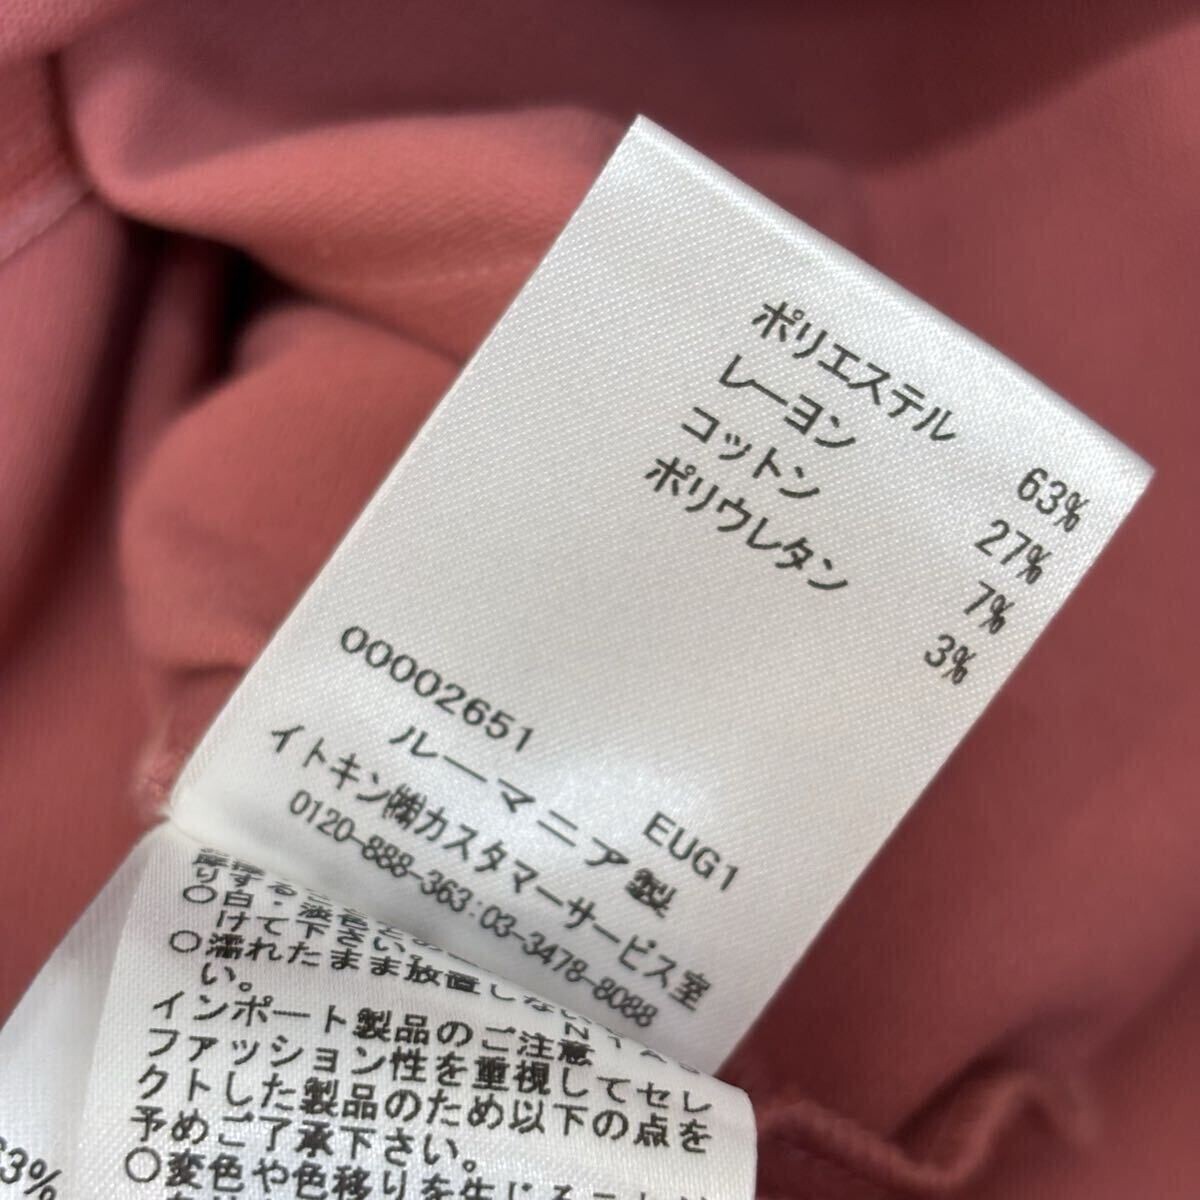 ポリエステル 63%
レーヨン 27%
コットン 7%
ポリウレタン 3%
00002651
EUG1
ルーマニア製
イトキン㈱カスタマーサービス室
0120-888-363:03-3478-8088
○白・淡色
けて下さい。
○濡れたまま放置しない
い。
インポート製品のご注意
ファッション性を重視してセレ
クトした製品のため以下の点を
予めご了承下さい。
○変色や色移りを生じる
3%